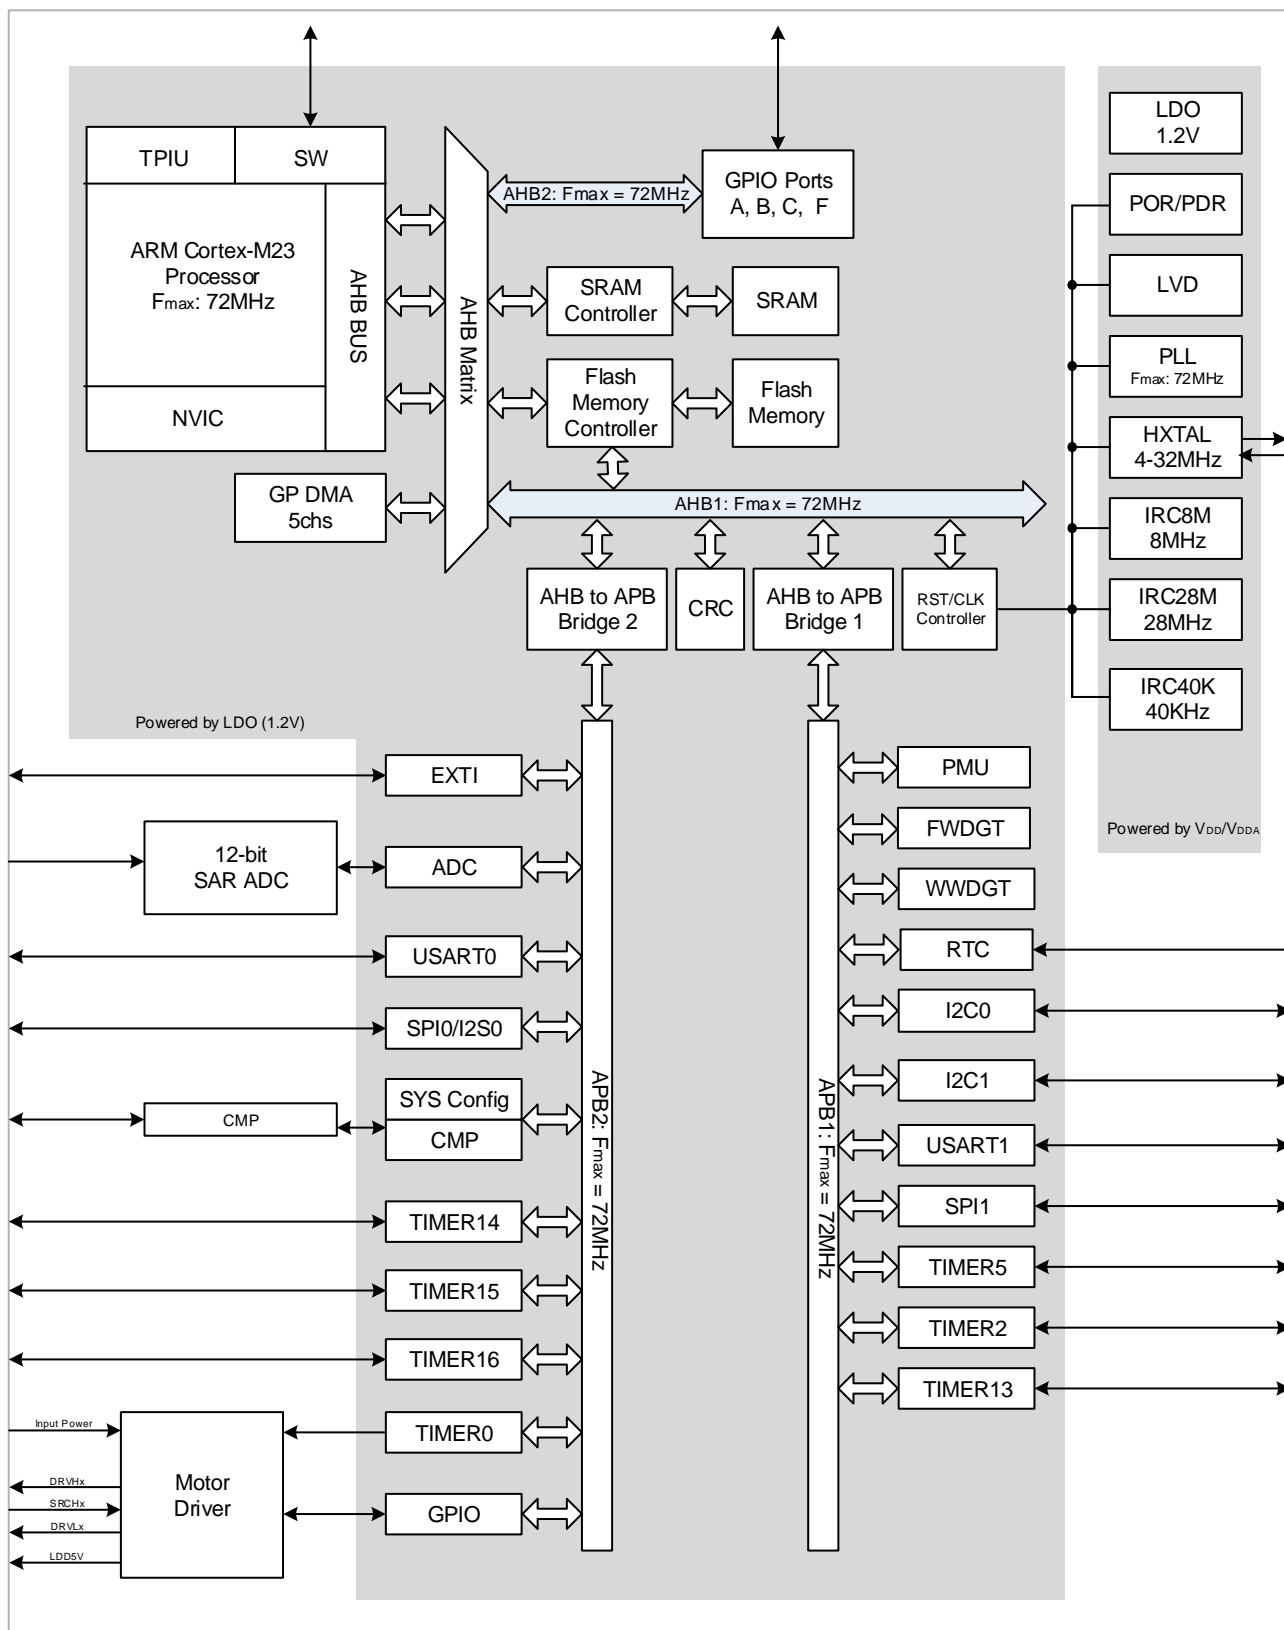 TPIU
SW
ARM Cortex-M23
Processor
Fmax: 72MHz
AHB BUS
NVIC
GP DMA
5chs
AHB Matrix
AHB2: Fmax = 72MHz
GPIO Ports
A, B, C, F
SRAM
Controller
SRAM
Flash
Memory
Controller
Flash
Memory
AHB1: Fmax = 72MHz
AHB to APB
Bridge 2
CRC
AHB to APB
Bridge 1
RST/CLK
Controller
LDO
1.2V
POR/PDR
LVD
PLL
Fmax: 72MHz
HXTAL
4-32MHz
IRC8M
8MHz
IRC28M
28MHz
IRC40K
40KHz
Powered by VDD/VDDA
Powered by LDO (1.2V)
EXTI
12-bit
SAR ADC
ADC
USART0
SPI0/I2S0
CMP
SYS Config
CMP
TIMER14
TIMER15
TIMER16
TIMER0
GPIO
Input Power
DRVHx
SRCHx
DRVLx
LDD5V
Motor
Driver
APB2: Fmax = 72MHz
APB1: Fmax = 72MHz
PMU
FWDGT
WWDGT
RTC
I2C0
I2C1
USART1
SPI1
TIMER5
TIMER2
TIMER13